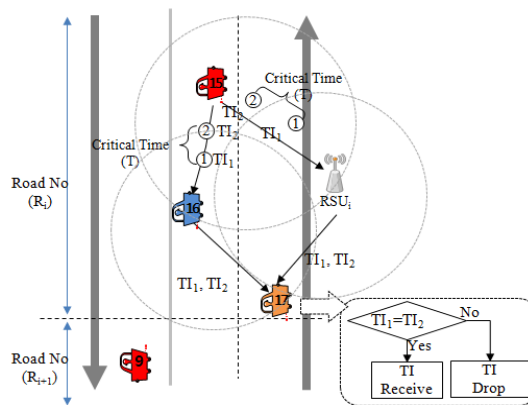 15
Critical Time
(T)
②
①
TI₂
TI₁
② TI₂
① TI₁
Critical Time
(T)
Road No
(Rᵢ)
RSUᵢ
16
TI₁, TI₂
TI₁, TI₂
17
TI₁=TI₂
No
Yes
TI
Receive
TI
Drop
Road No
(Rᵢ₊₁)
9